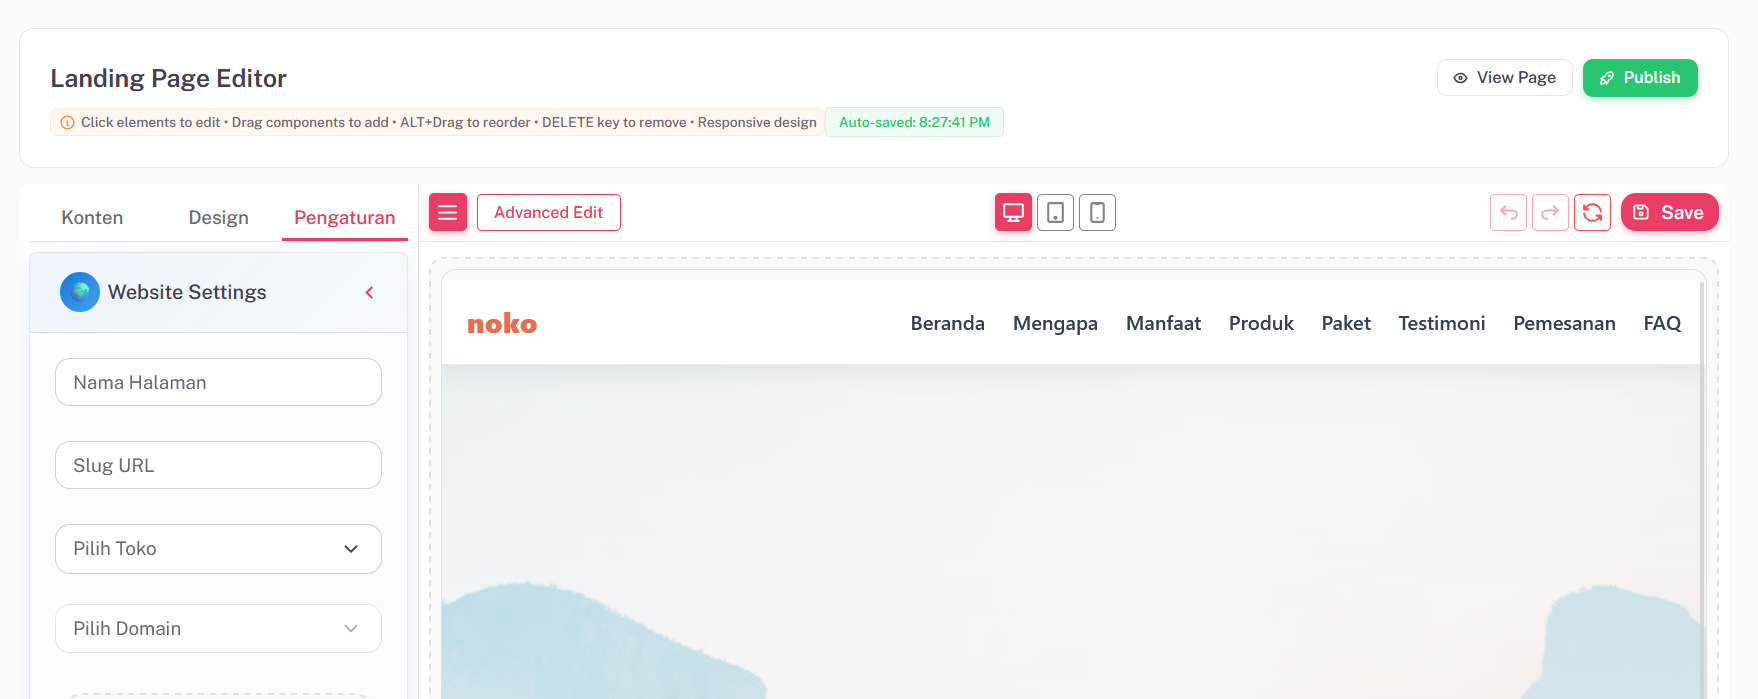 Landing Page Editor
View Page
Publish
Click elements to edit • Drag components to add • ALT+Drag to reorder • DELETE key to remove • Responsive design
Auto-saved: 8:27:41 PM
Konten
Design
Pengaturan
Advanced Edit
Save
Website Settings
Nama Halaman
Slug URL
Pilih Toko
Pilih Domain
noko
Beranda Mengapa Manfaat Produk Paket Testimoni Pemesanan FAQ